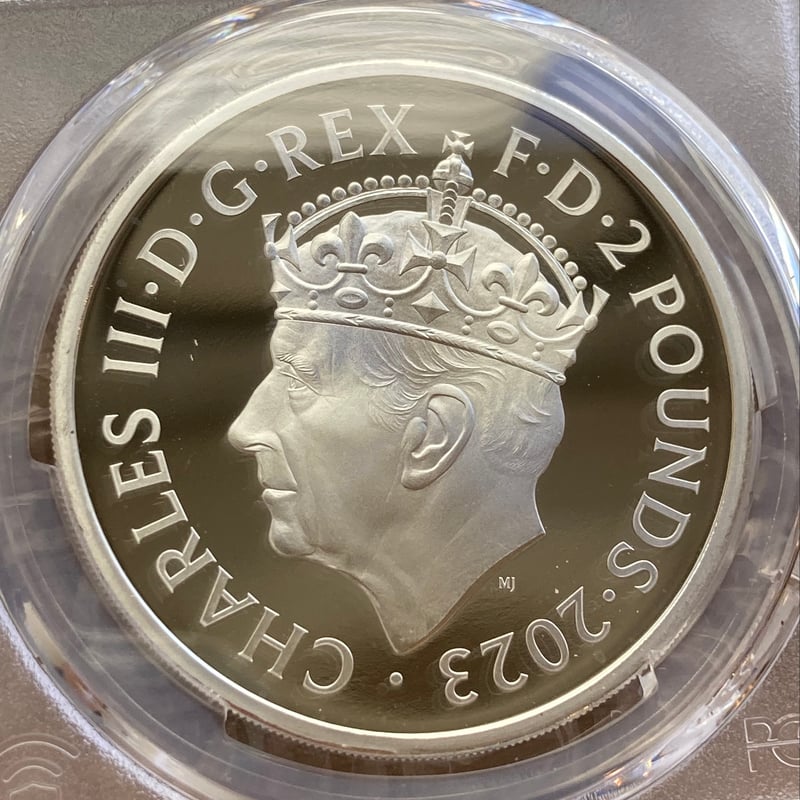 · CHARLES III · D · G · REX F · D · 2 POUNDS · 2023
MJ